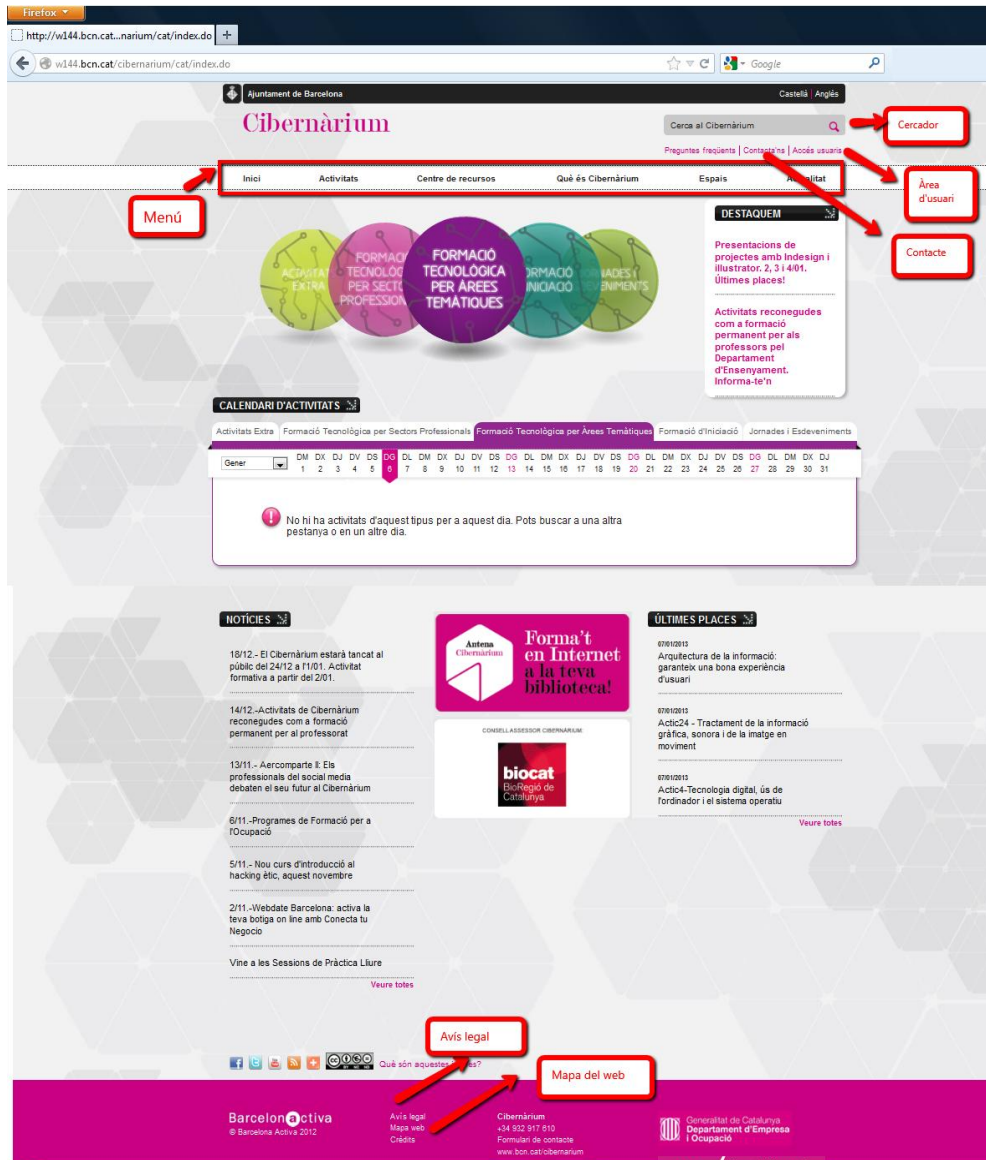 Firefox
http://w144.bcn.cat...narium/cat/index.do
w144.bcn.cat/cibernarium/cat/index.do
Google
Ajuntament de Barcelona
Castellà | Anglés
Cibernàrium
Cerca al Cibernàrium
Cercador
Preguntes freqüents | Contacta'ns | Accés usuaris
Inici Activitats Centre de recursos Què és Cibernàrium Espais
Àrea
d'usuari
Menú
Contacte
DESTAQUEM
Presentacions de
projectes amb Indesign i
illustrator. 2, 3 i 4/01.
Últimes places!
Activitats reconegudes
com a formació
permanent per als
professors pel
Departament
d'Ensenyament.
Informa-te'n
EXTRA
FORMACI
TECNOLÒG
PER SECTO
PROFESSION
FORMACIÓ
TECNOLÒGICA
PER ÀREES
TEMÀTIQUES
ORMACIÓ
INICIACIÓ
CALENDARI D'ACTIVITATS
Activitats Extra Formació Tecnològica per Sectors Professionals Formació Tecnològica per Àrees Temàtiques Formació d'Iniciació Jornades i Esdeveniments
Gener
DM DX DJ DV DS DG DL DM DX DJ DV DS DG DL DM DX DJ DV DS DG DL DM DX DJ DV DS DG DL DM DX DJ
1 2 3 4 5 6 7 8 9 10 11 12 13 14 15 16 17 18 19 20 21 22 23 24 25 26 27 28 29 30 31
No hi ha activitats d'aquest tipus per a aquest dia. Pots buscar a una altra
pestanya o en un altre dia.
NOTÍCIES
18/12.- El Cibernàrium estarà tancat al
públic del 24/12 a l'1/01. Activitat
formativa a partir del 2/01.
14/12.-Activitats de Cibernàrium
reconegudes com a formació
permanent per al professorat
13/11.- Aercomparte II: Els
professionals del social media
debaten el seu futur al Cibernàrium
6/11.-Programes de Formació per a
l'Ocupació
5/11.- Nou curs d'introducció al
hacking ètic, aquest novembre
2/11.-Webdate Barcelona: activa la
teva botiga on line amb Conecta tu
Negocio
Vine a les Sessions de Pràctica Lliure
Veure totes
Antena
Cibernàrium
Forma't
en Internet
a la teva
biblioteca!
CONSELL ASSESSOR CIBERNÀRIUM
biocat
BioRegió de
Catalunya
ÚLTIMES PLACES
07/01/2013
Arquitectura de la informació:
garanteix una bona experiència
d'usuari
07/01/2013
Actic24 - Tractament de la informació
gràfica, sonora i de la imatge en
moviment
07/01/2013
Actic4-Tecnologia digital, ús de
l'ordinador i el sistema operatiu
Veure totes
Avís legal
Què són aquestes
Mapa del web
Barcelonactiva
© Barcelona Activa 2012
Avís legal
Mapa web
Crèdits
Cibernàrium
+34 932 917 610
Formulari de contacte
www.bcn.cat/cibernarium
Generalitat de Catalunya
Departament d'Empresa
i Ocupació